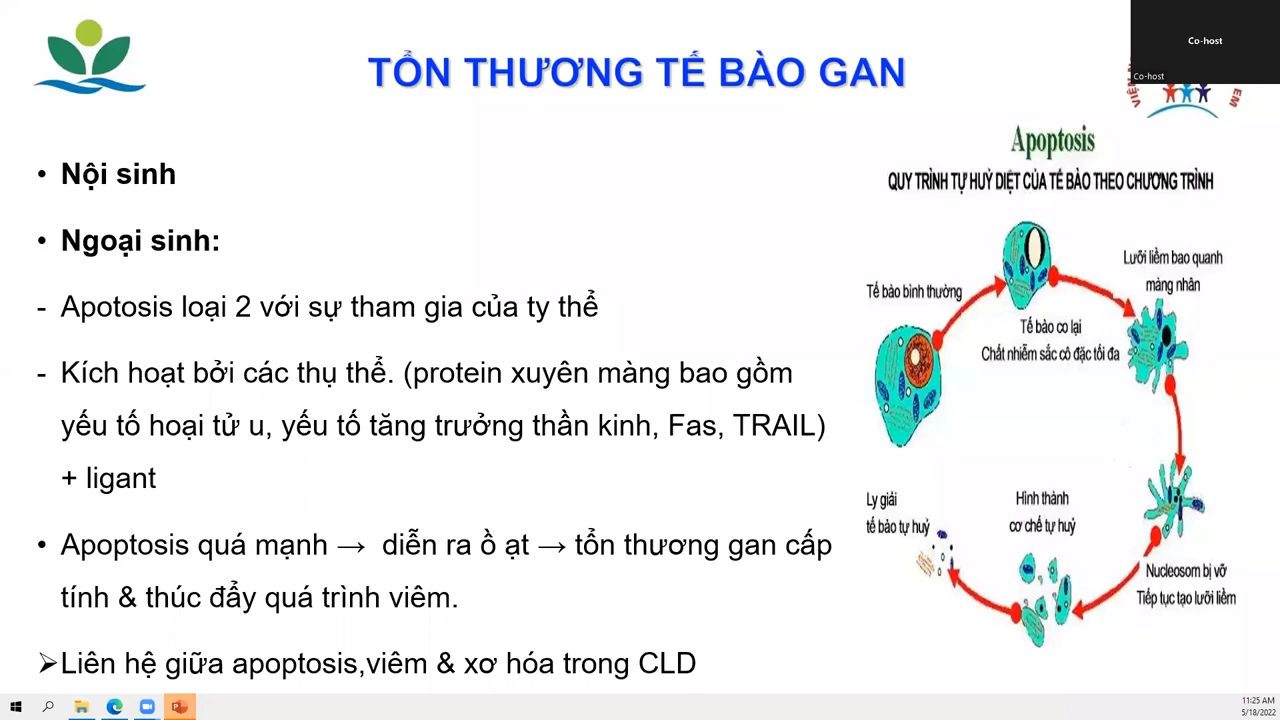 Co-host
Co-host
TỔN THƯƠNG TẾ BÀO GAN
VIỆN
EM
• Nội sinh
• Ngoại sinh:
- Apotosis loại 2 với sự tham gia của ty thể
- Kích hoạt bởi các thụ thể. (protein xuyên màng bao gồm
yếu tố hoại tử u, yếu tố tăng trưởng thần kinh, Fas, TRAIL)
+ ligant
• Apoptosis quá mạnh → diễn ra ồ ạt → tổn thương gan cấp
tính & thúc đẩy quá trình viêm.
➢Liên hệ giữa apoptosis,viêm & xơ hóa trong CLD
Apoptosis
QUY TRÌNH TỰ HUỶ DIỆT CỦA TẾ BÀO THEO CHƯƠNG TRÌNH
Tế bào bình thường
Tế bào co lại
Chất nhiễm sắc cô đặc tối đa
Lưỡi liềm bao quanh
màng nhân
Nucleosom bị vỡ
Tiếp tục tạo lưỡi liềm
Hình thành
cơ chế tự huỷ
Ly giải
tế bào tự huỷ
11:25 AM
5/18/2022